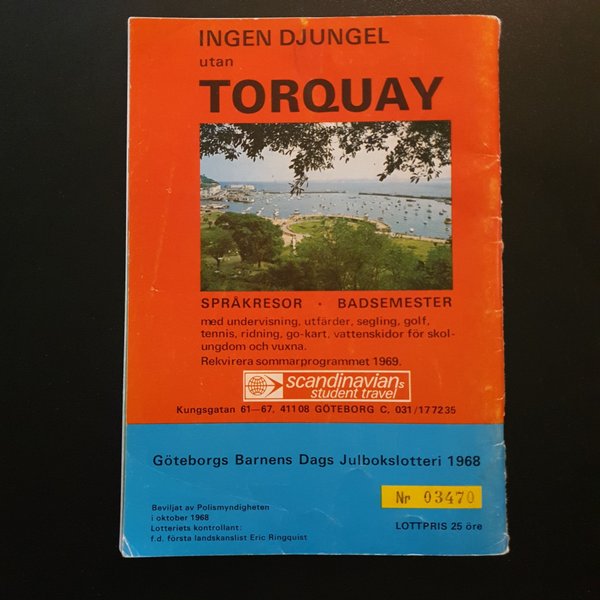 INGEN DJUNGEL
utan
TORQUAY
SPRÅKRESOR · BADSEMESTER
med undervisning, utfärder, segling, golf,
tennis, ridning, go-kart, vattenskidor för skol-
ungdom och vuxna.
Rekvirera sommarprogrammet 1969.
scandinavians
student travel
Kungsgatan 61—67, 411 08 GÖTEBORG C, 031/17 72 35
Göteborgs Barnens Dags Julbokslotteri 1968
Nr 03470
Beviljat av Polismyndigheten
i oktober 1968
Lotteriets kontrollant:
f.d. första landskanslist Eric Ringquist
LOTTPRIS 25 öre